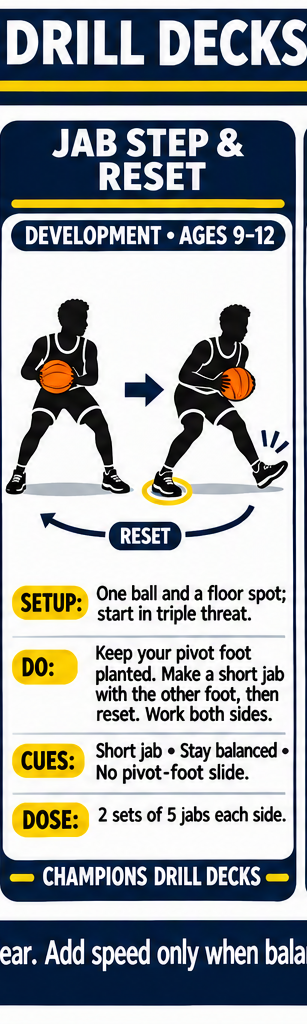 DRILL DECKS
JAB STEP &
RESET
DEVELOPMENT • AGES 9–12
RESET
SETUP: One ball and a floor spot;
start in triple threat.
DO: Keep your pivot foot
planted. Make a short jab
with the other foot, then
reset. Work both sides.
CUES: Short jab • Stay balanced •
No pivot-foot slide.
DOSE: 2 sets of 5 jabs each side.
CHAMPIONS DRILL DECKS
ear. Add speed only when bala